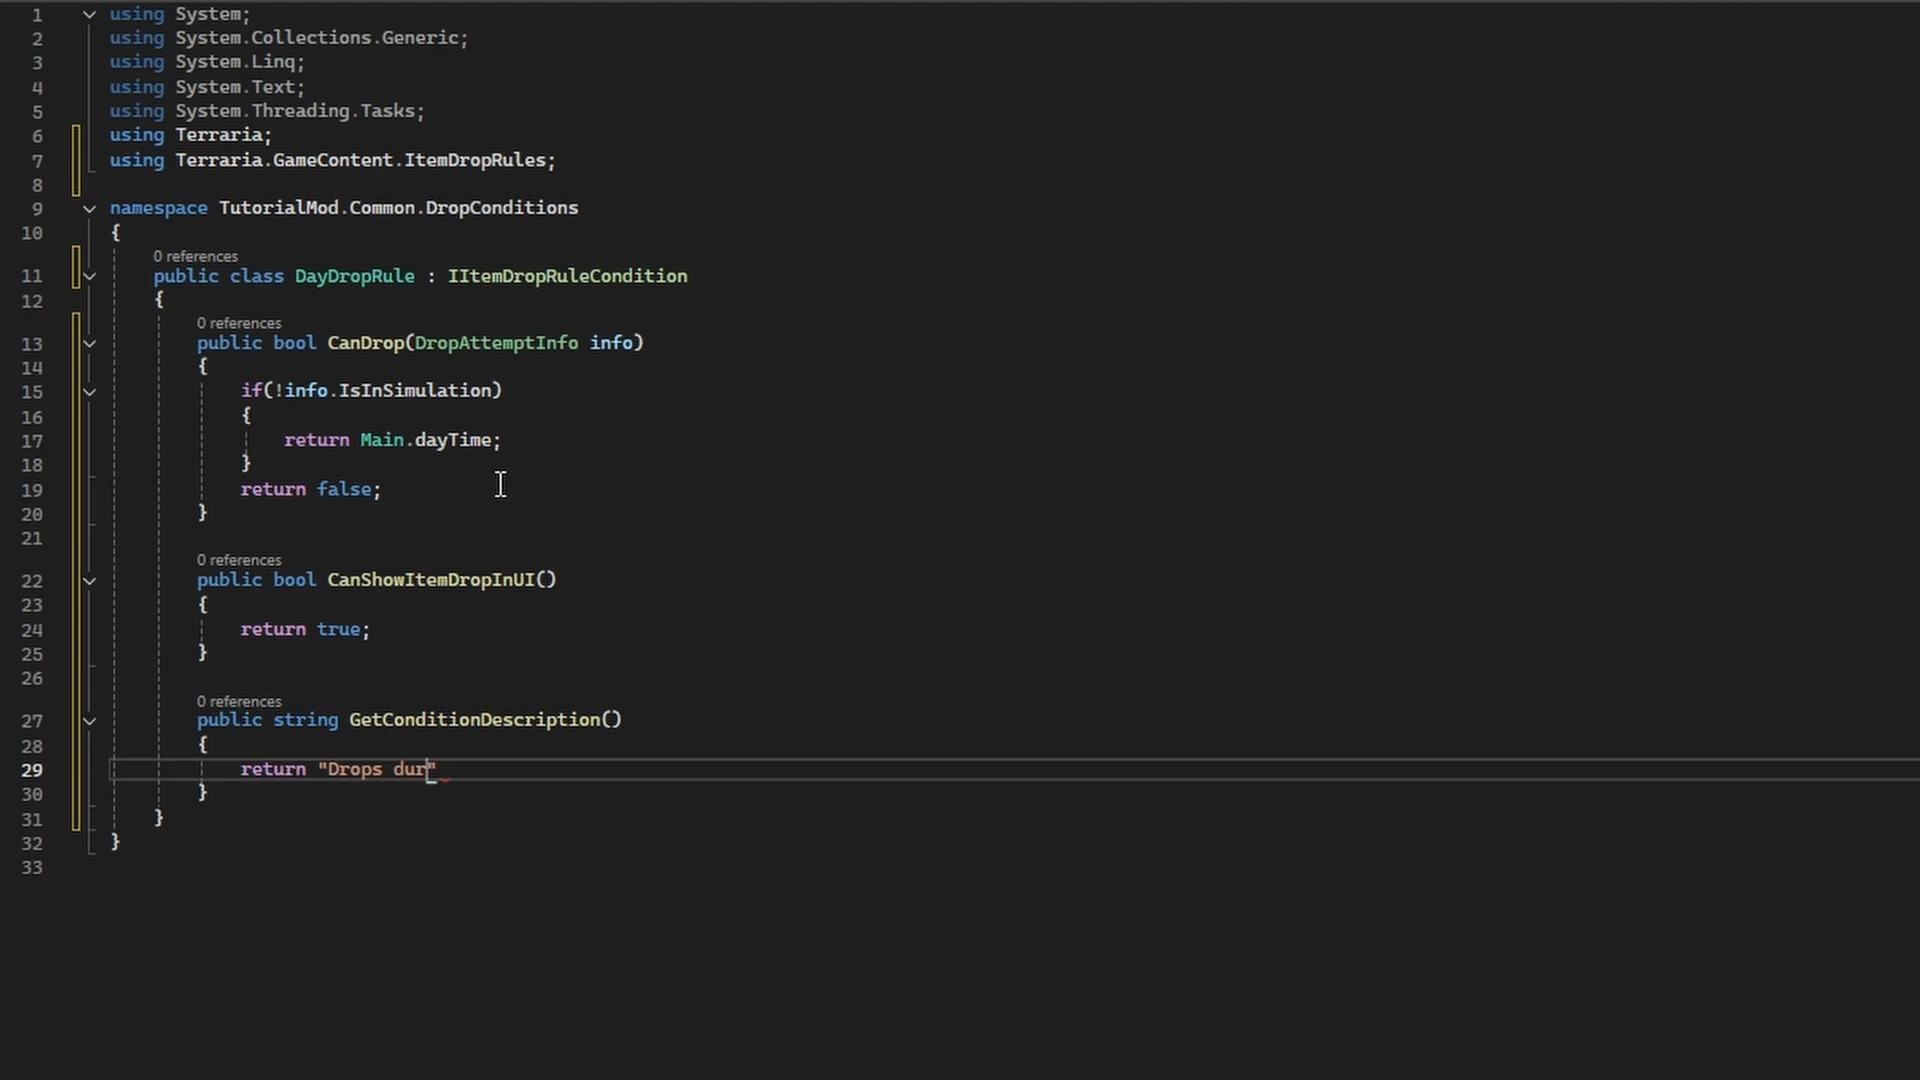 1 using System;
2 using System.Collections.Generic;
3 using System.Linq;
4 using System.Text;
5 using System.Threading.Tasks;
6 using Terraria;
7 using Terraria.GameContent.ItemDropRules;
8
9 namespace TutorialMod.Common.DropConditions
10 {
0 references
11 public class DayDropRule : IItemDropRuleCondition
12 {
0 references
13 public bool CanDrop(DropAttemptInfo info)
14 {
15 if(!info.IsInSimulation)
16 {
17 return Main.dayTime;
18 }
19 return false;
20 }
21
0 references
22 public bool CanShowItemDropInUI()
23 {
24 return true;
25 }
26
0 references
27 public string GetConditionDescription()
28 {
29 return "Drops dur"
30 }
31 }
32 }
33